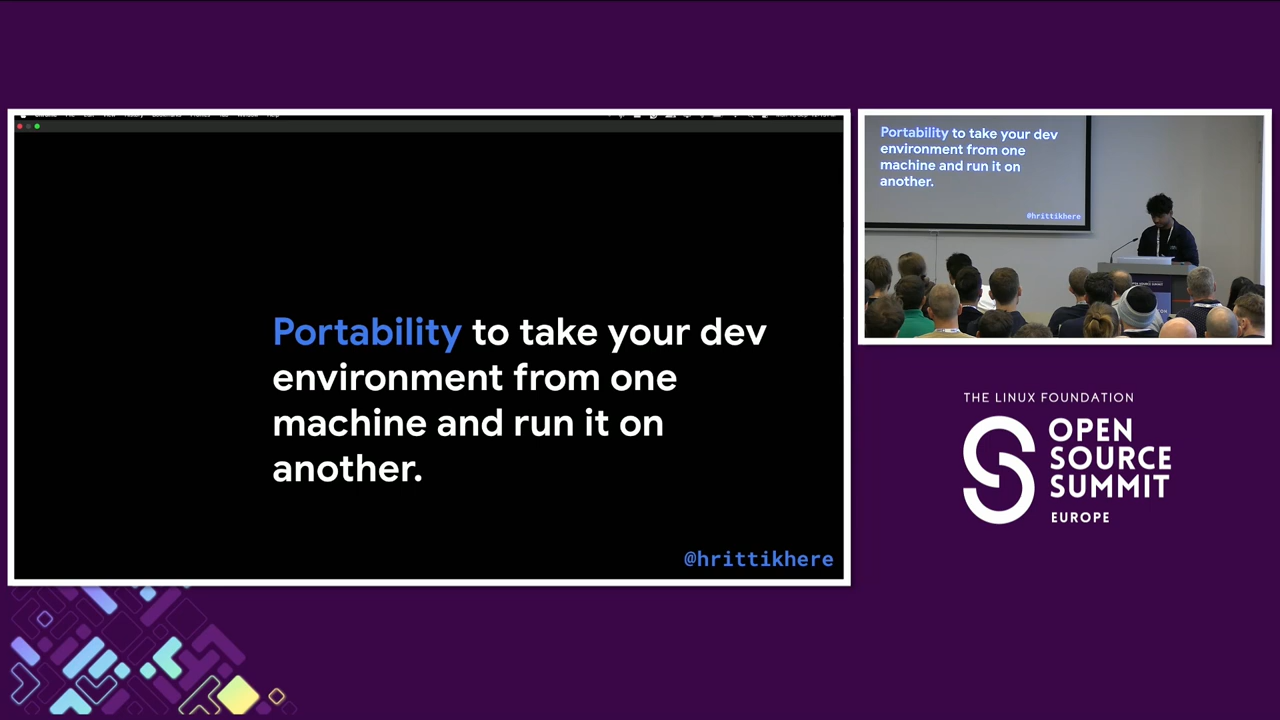 Portability to take your dev
environment from one
machine and run it on
another.
@hrittikhere
Portability to take your dev
environment from one
machine and run it on
another.
@hrittikhere
THE LINUX FOUNDATION
OPEN
SOURCE
SUMMIT
EUROPE